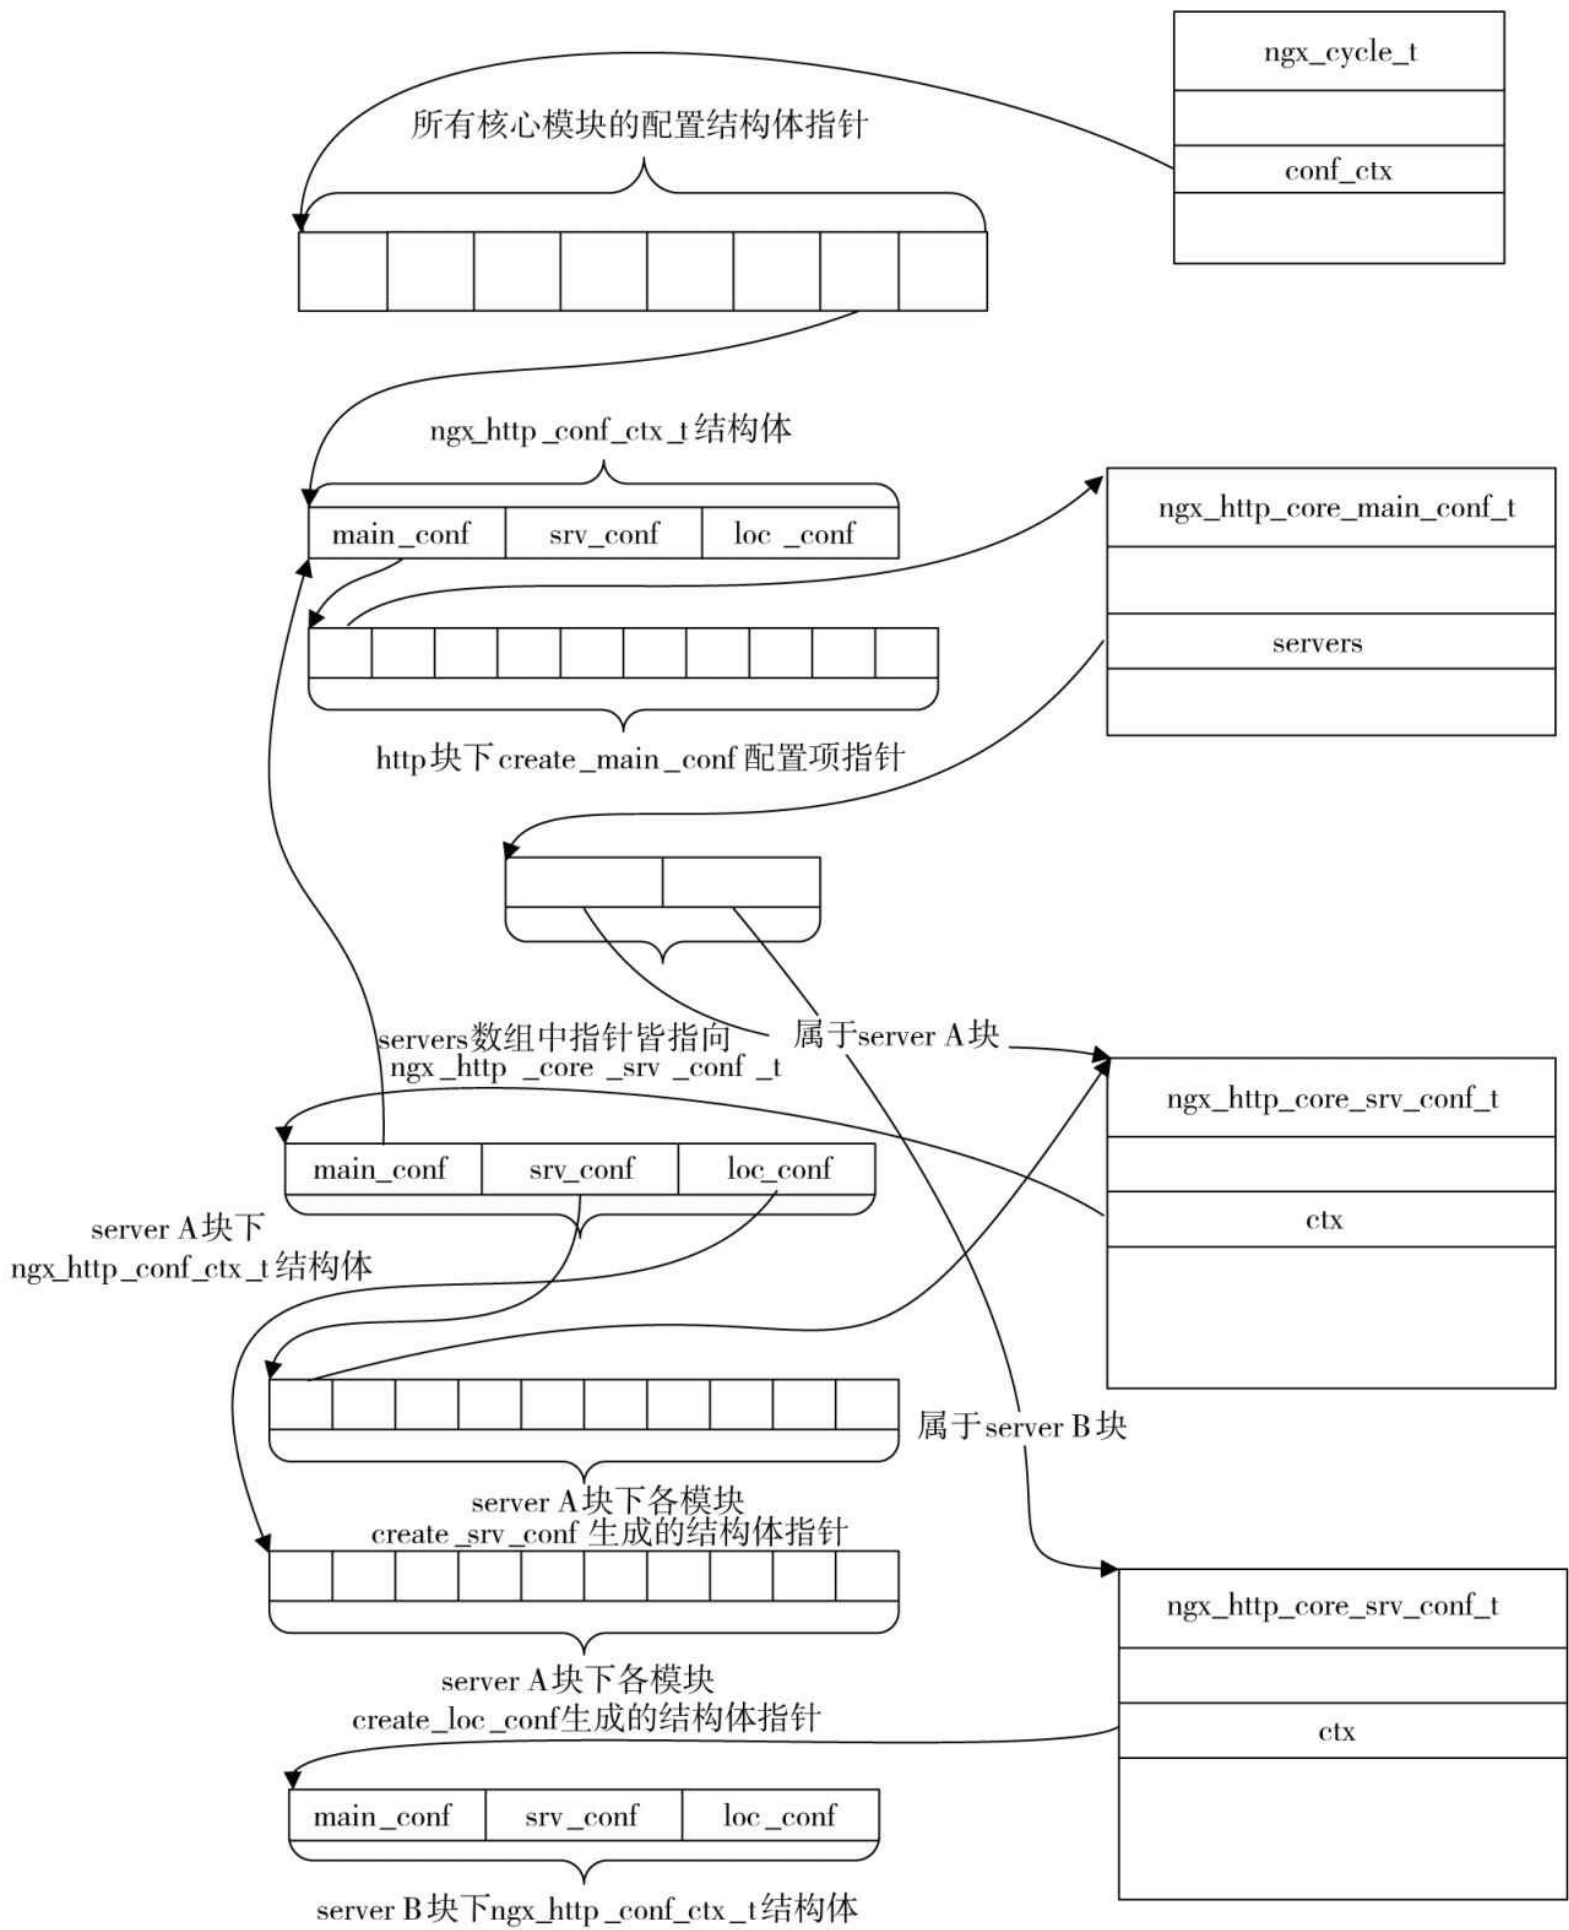 ngx_cycle_t
所有核心模块的配置结构体指针
conf_ctx
ngx_http_conf_ctx_t结构体
ngx_http_core_main_conf_t
main_conf
srv_conf
loc_conf
servers
http块下create_main_conf配置项指针
属于server A块
servers数组中指针皆指向
ngx_http_core_srv_conf_t
ngx_http_core_srv_conf_t
main_conf
srv_conf
loc_conf
ctx
server A块下
ngx_http_conf_ctx_t结构体
属于server B块
server A块下各模块
create_srv_conf生成的结构体指针
ngx_http_core_srv_conf_t
server A块下各模块
create_loc_conf生成的结构体指针
ctx
main_conf
srv_conf
loc_conf
server B块下ngx_http_conf_ctx_t结构体